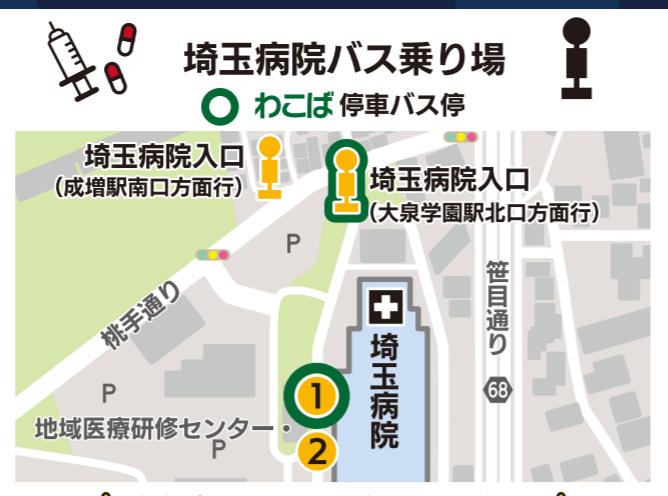 埼玉病院バス乗り場
わこば 停車バス停
埼玉病院入口
(成増駅南口方面行)
埼玉病院入口
(大泉学園駅北口方面行)
P
桃手通り
笹目通り
68
埼玉病院
1
P
地域医療研修センター・
P
2